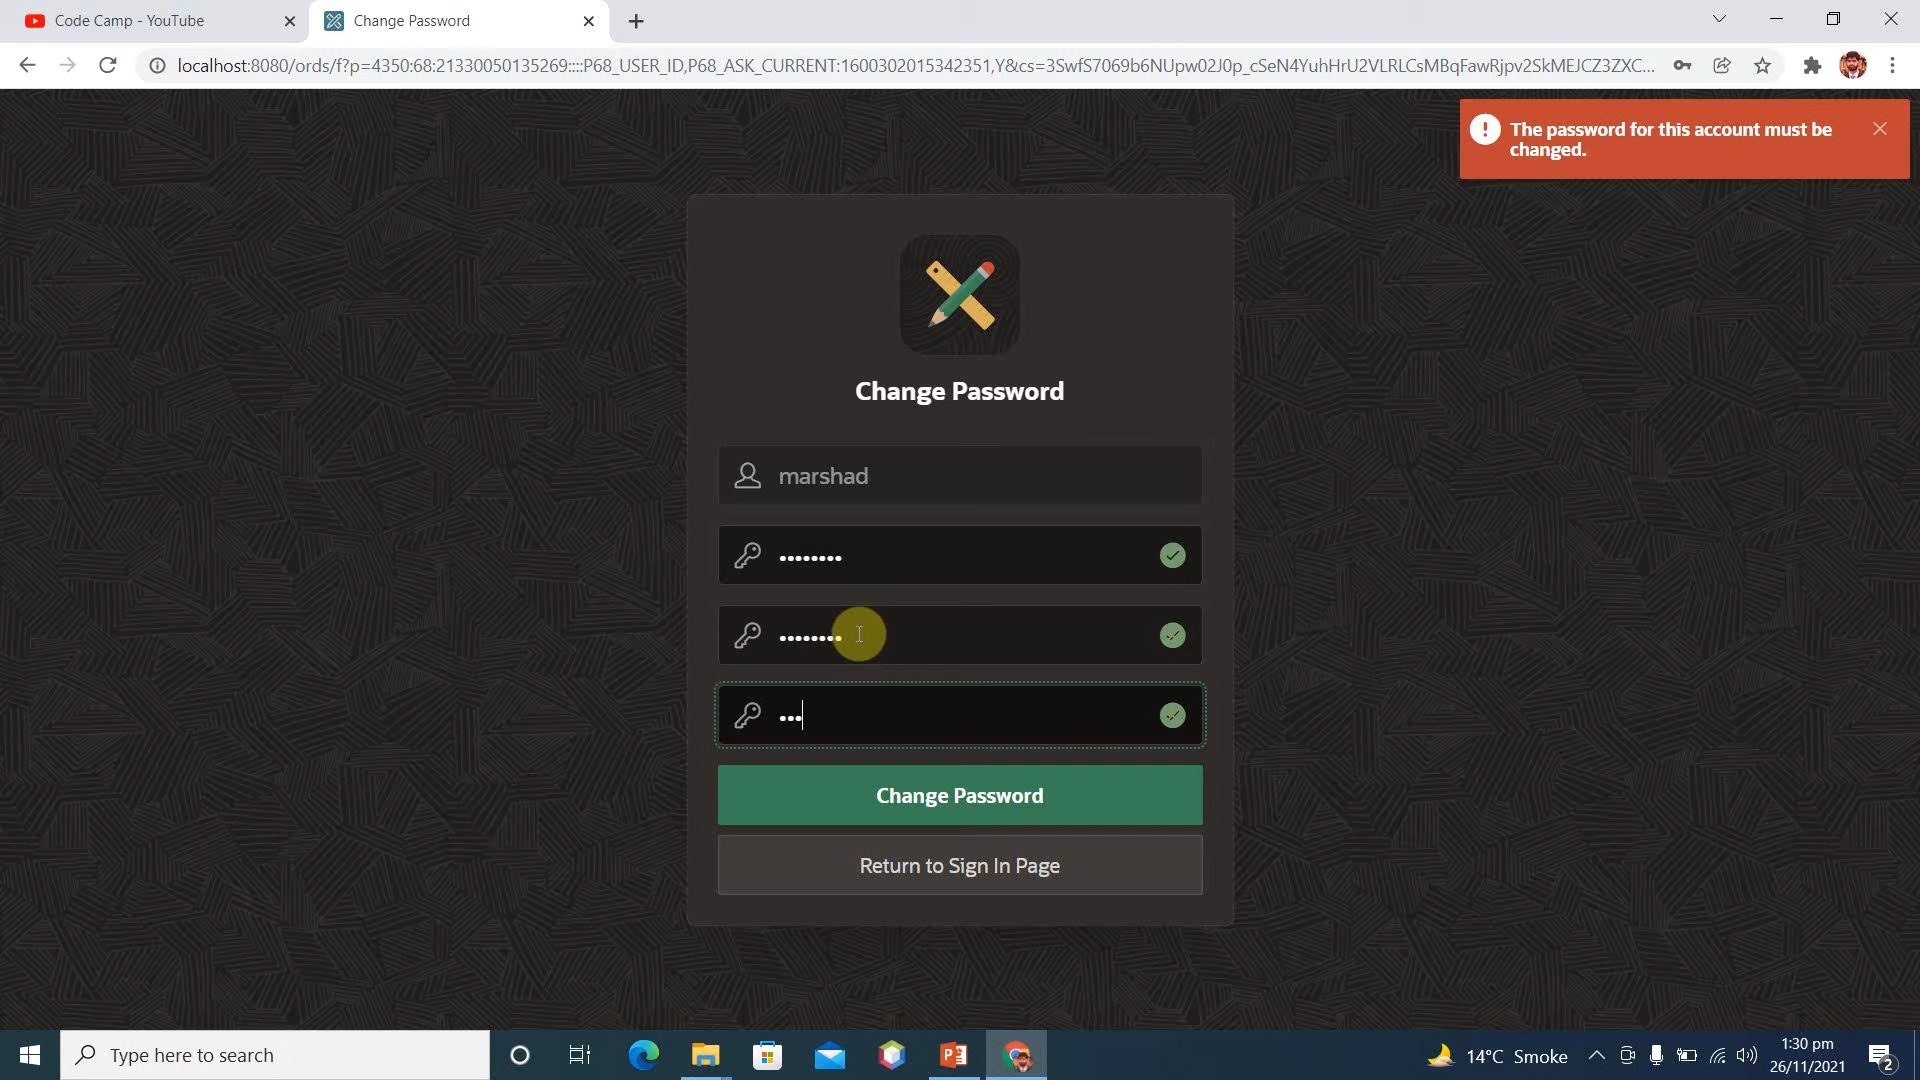 Code Camp - YouTube
Change Password
localhost:8080/ords/f?p=4350:68:21330050135269::::P68_USER_ID,P68_ASK_CURRENT:1600302015342351,Y&cs=3SwfS7069b6NUpw02J0p_cSeN4YuhHrU2VLRLCsMBqFawRjpv2SkMEJCZ3ZXC...
The password for this account must be
changed.
Change Password
marshad
••••••••
••••••••
•••
Change Password
Return to Sign In Page
Type here to search
14°C Smoke
1:30 pm
26/11/2021
2